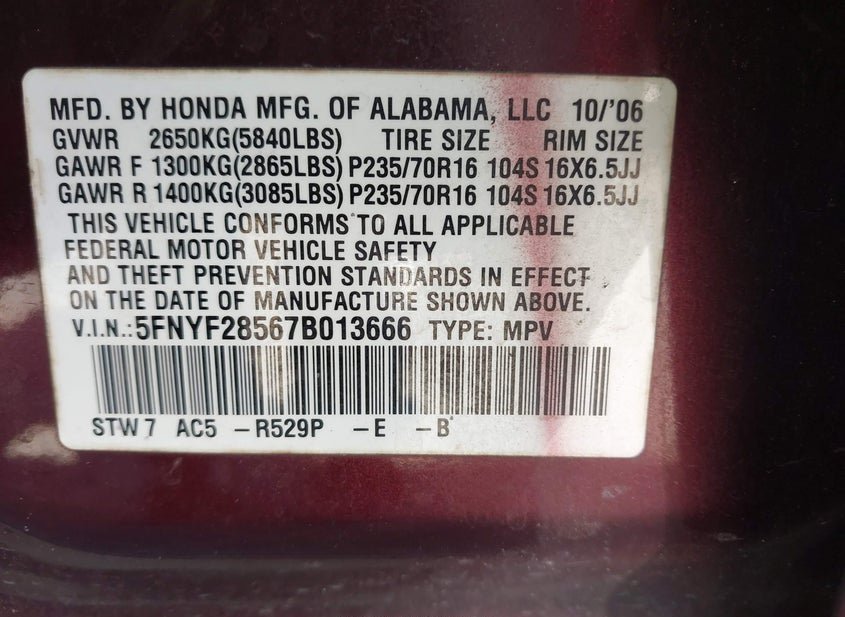 MFD. BY HONDA MFG. OF ALABAMA, LLC 10/'06
GVWR 2650KG(5840LBS) TIRE SIZE RIM SIZE
GAWR F 1300KG(2865LBS) P235/70R16 104S 16X6.5JJ
GAWR R 1400KG(3085LBS) P235/70R16 104S 16X6.5JJ
THIS VEHICLE CONFORMS TO ALL APPLICABLE
FEDERAL MOTOR VEHICLE SAFETY
AND THEFT PREVENTION STANDARDS IN EFFECT
ON THE DATE OF MANUFACTURE SHOWN ABOVE.
V.I.N.:5FNYF28567B013666 TYPE: MPV
STW7 AC5 -R529P -E -B